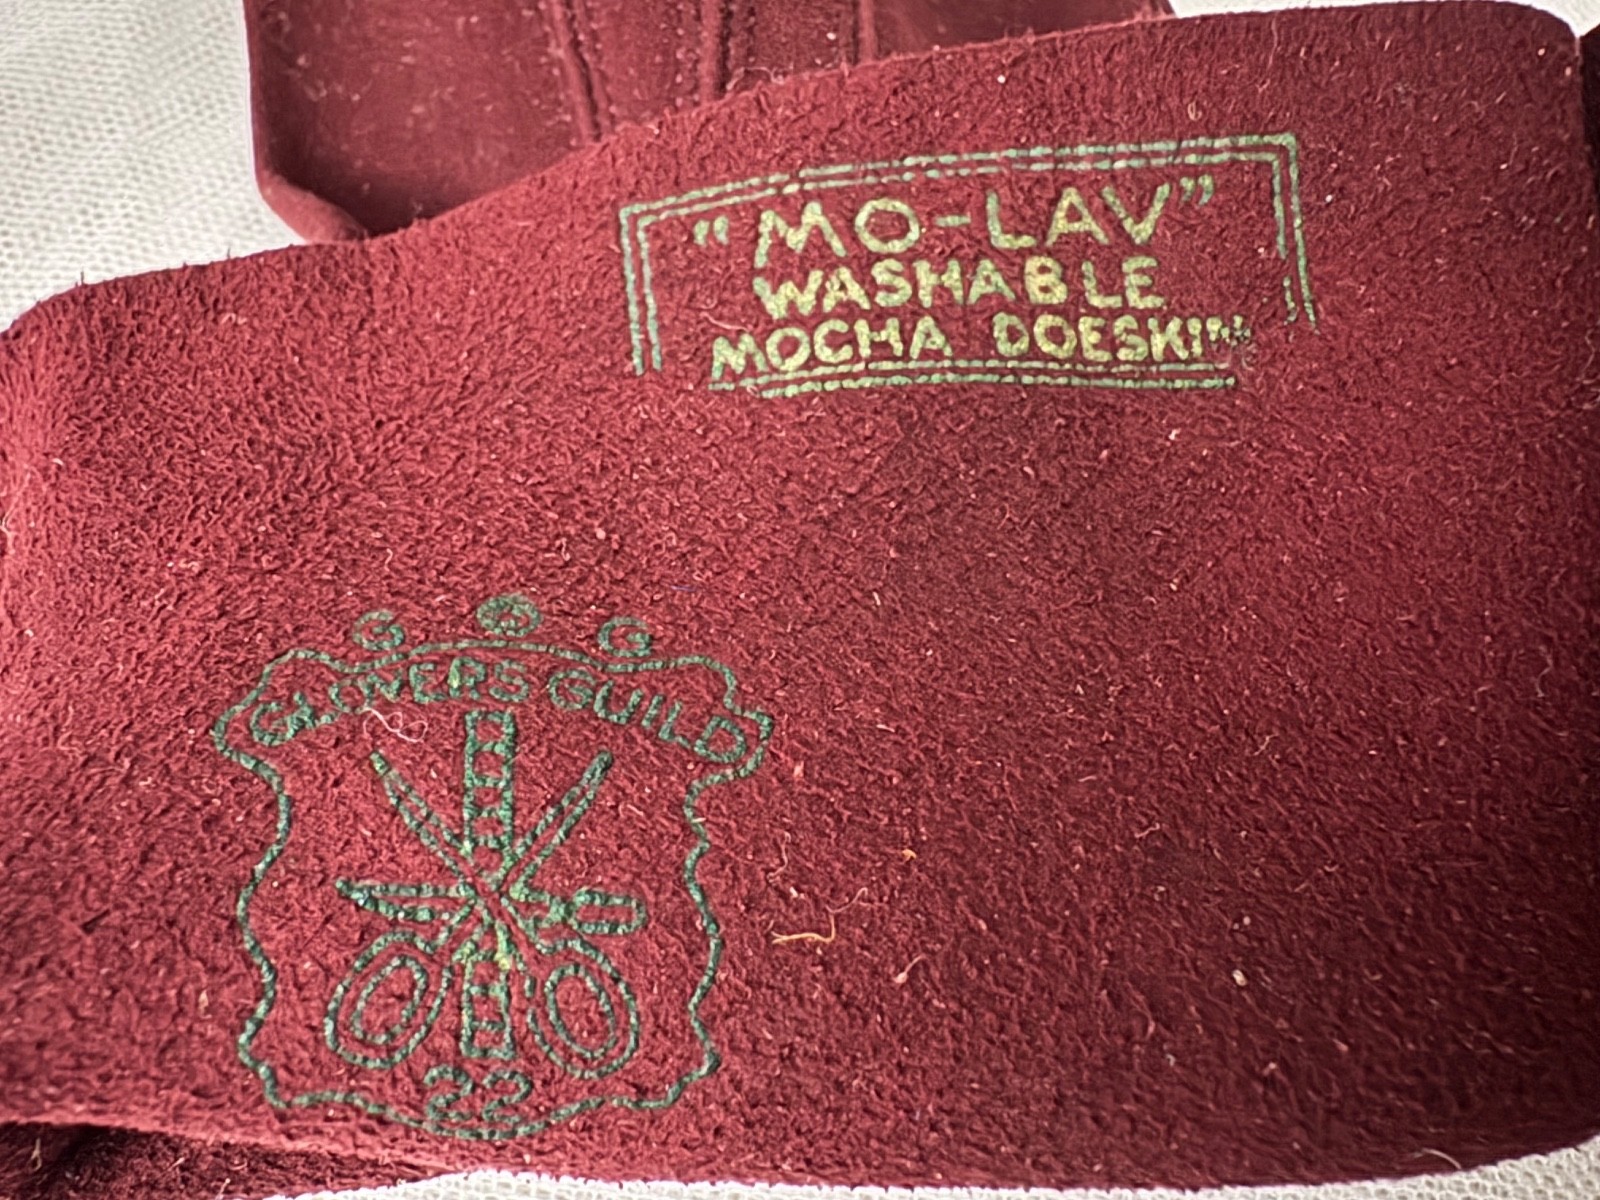 "MO-LAV"
WASHABLE
MOCHA DOESKIN
G G G
GLOVERS GUILD
22